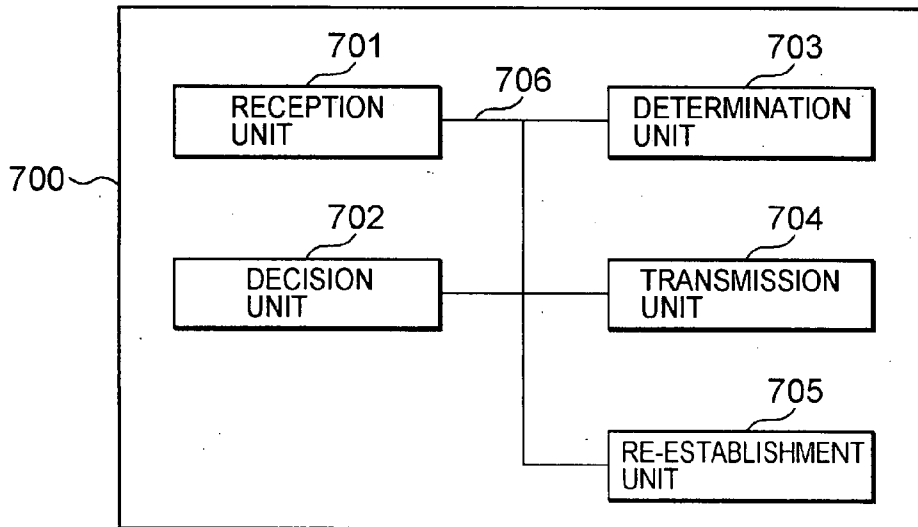 701
RECEPTION
UNIT
706
703
DETERMINATION
UNIT
700
702
DECISION
UNIT
704
TRANSMISSION
UNIT
705
RE-ESTABLISHMENT
UNIT